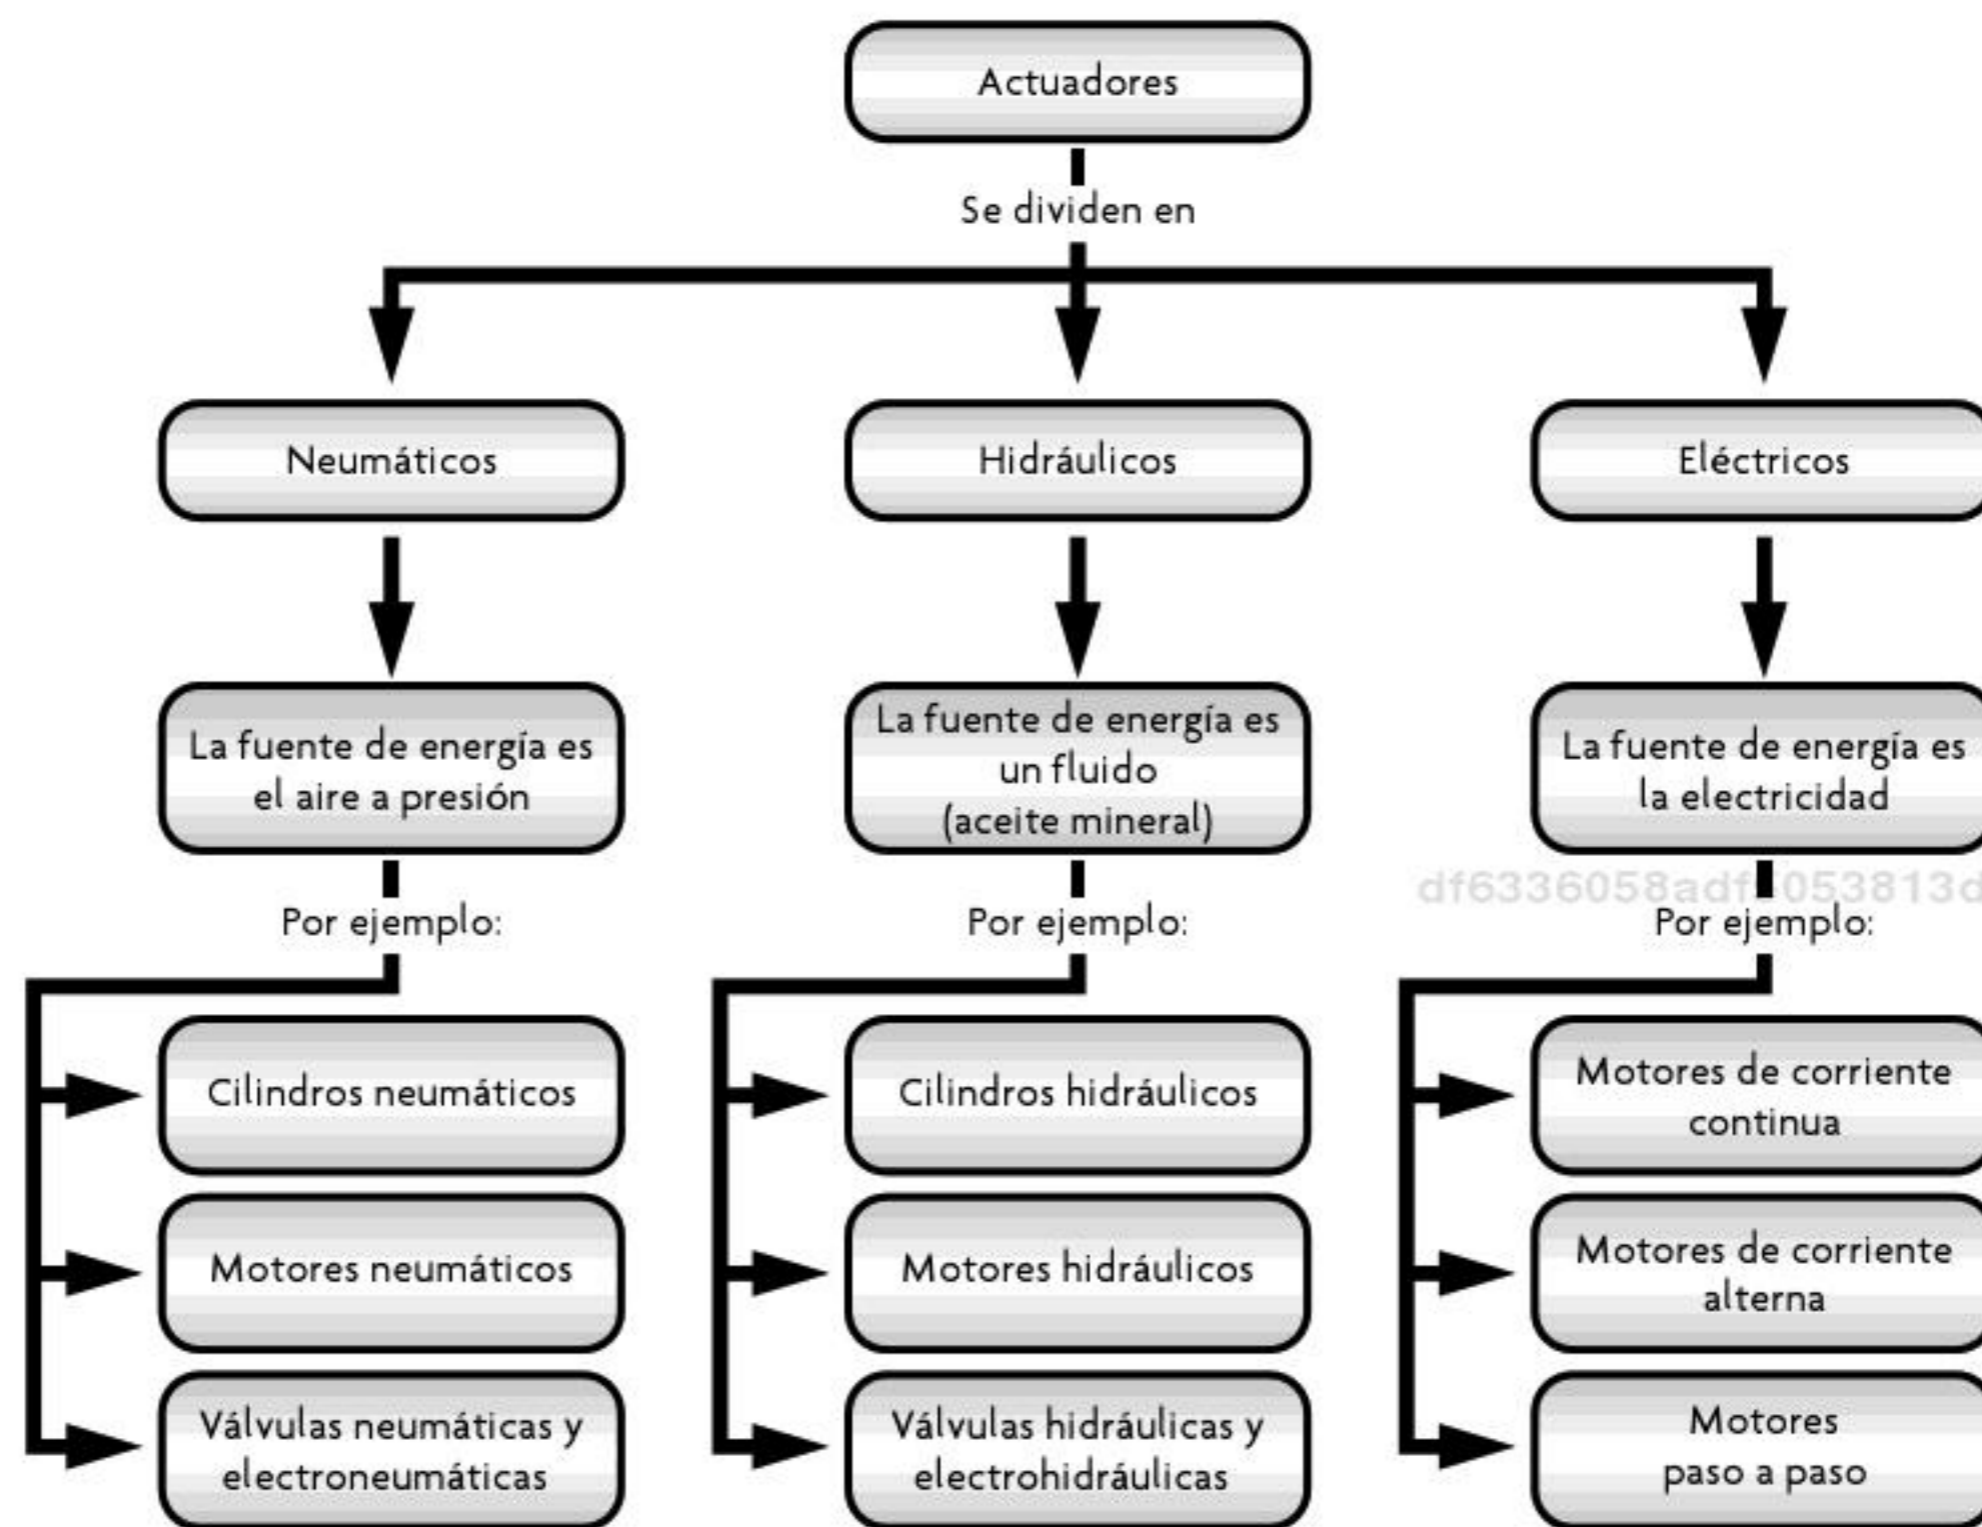 Actuadores
Se dividen en
Neumáticos
Hidráulicos
Eléctricos
La fuente de energía es
el aire a presión
La fuente de energía es
un fluido
(aceite mineral)
La fuente de energía es
la electricidad
Por ejemplo:
Por ejemplo:
Por ejemplo:
Cilindros neumáticos
Motores neumáticos
Válvulas neumáticas y
electroneumáticas
Cilindros hidráulicos
Motores hidráulicos
Válvulas hidráulicas y
electrohidráulicas
Motores de corriente
continua
Motores de corriente
alterna
Motores
paso a paso